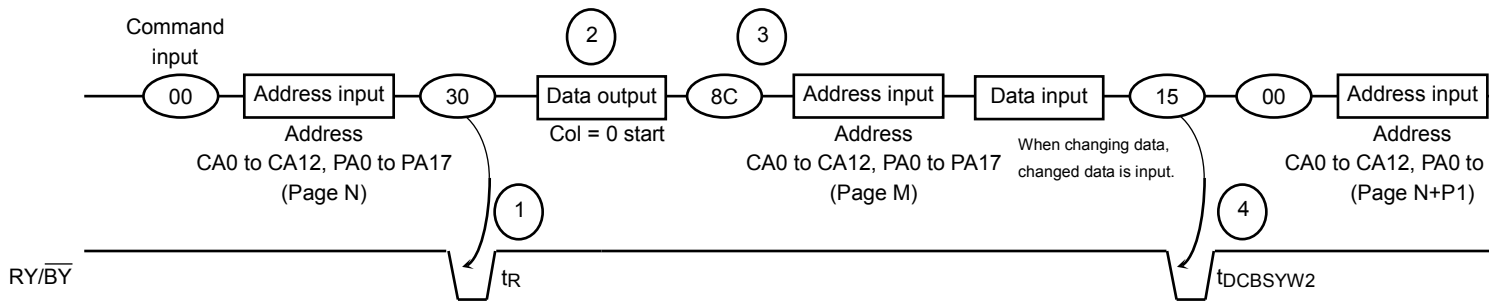 Command
input
2
3
00
Address input
30
Data output
8C
Address input
Data input
15
00
Address input
Address
CA0 to CA12, PA0 to PA17
(Page N)
Col = 0 start
Address
CA0 to CA12, PA0 to PA17
(Page M)
When changing data,
changed data is input.
Address
CA0 to CA12, PA0 to
(Page N+P1)
1
4
RY/BY
tR
tDCBSYW2